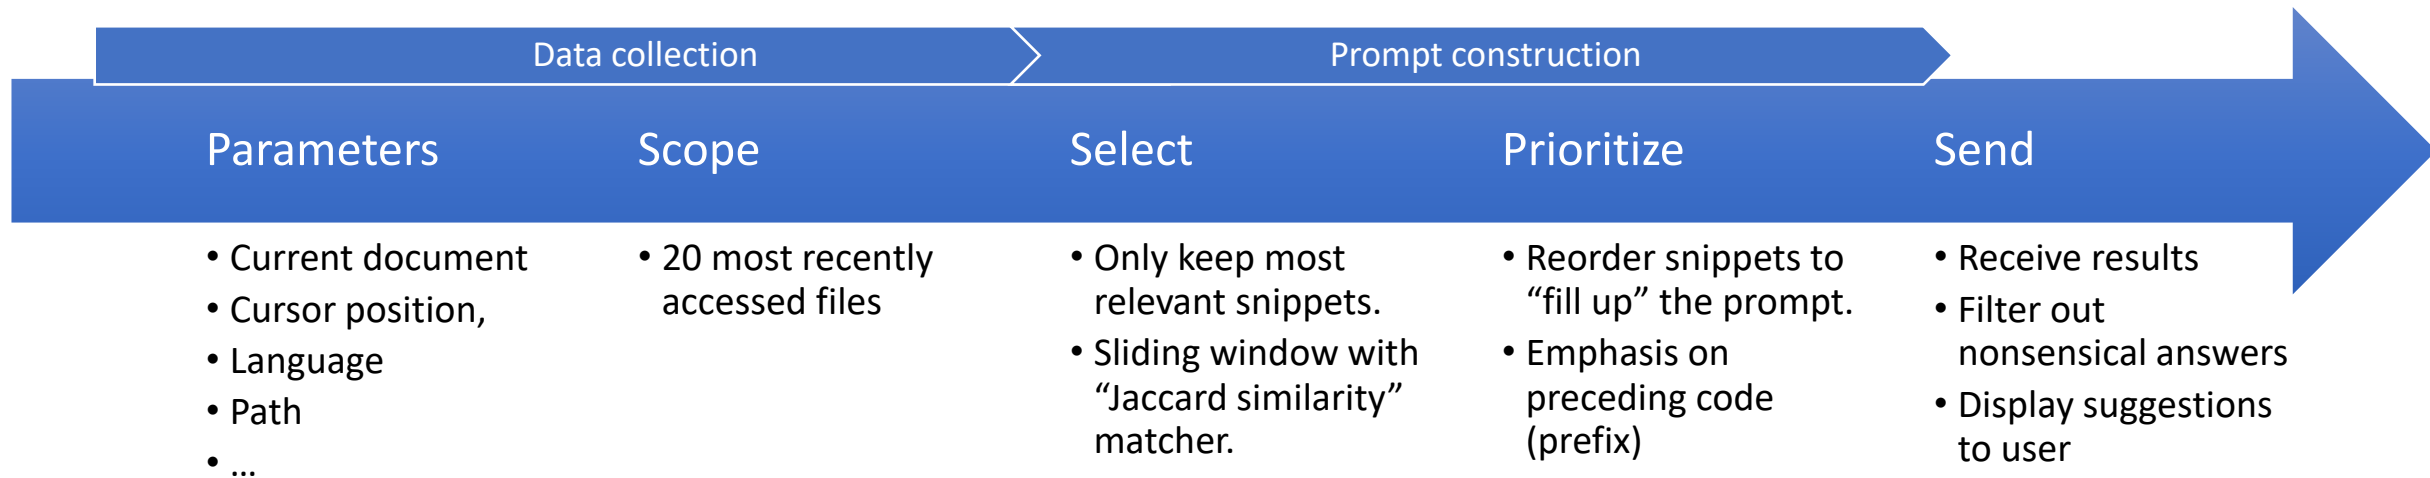 Data collection
Prompt construction
Parameters
Scope
Select
Prioritize
Send
• Current document
• Cursor position,
• Language
• Path
• …
• 20 most recently
accessed files
• Only keep most
relevant snippets.
• Sliding window with
“Jaccard similarity”
matcher.
• Reorder snippets to
“fill up” the prompt.
• Emphasis on
preceding code
(prefix)
• Receive results
• Filter out
nonsensical answers
• Display suggestions
to user